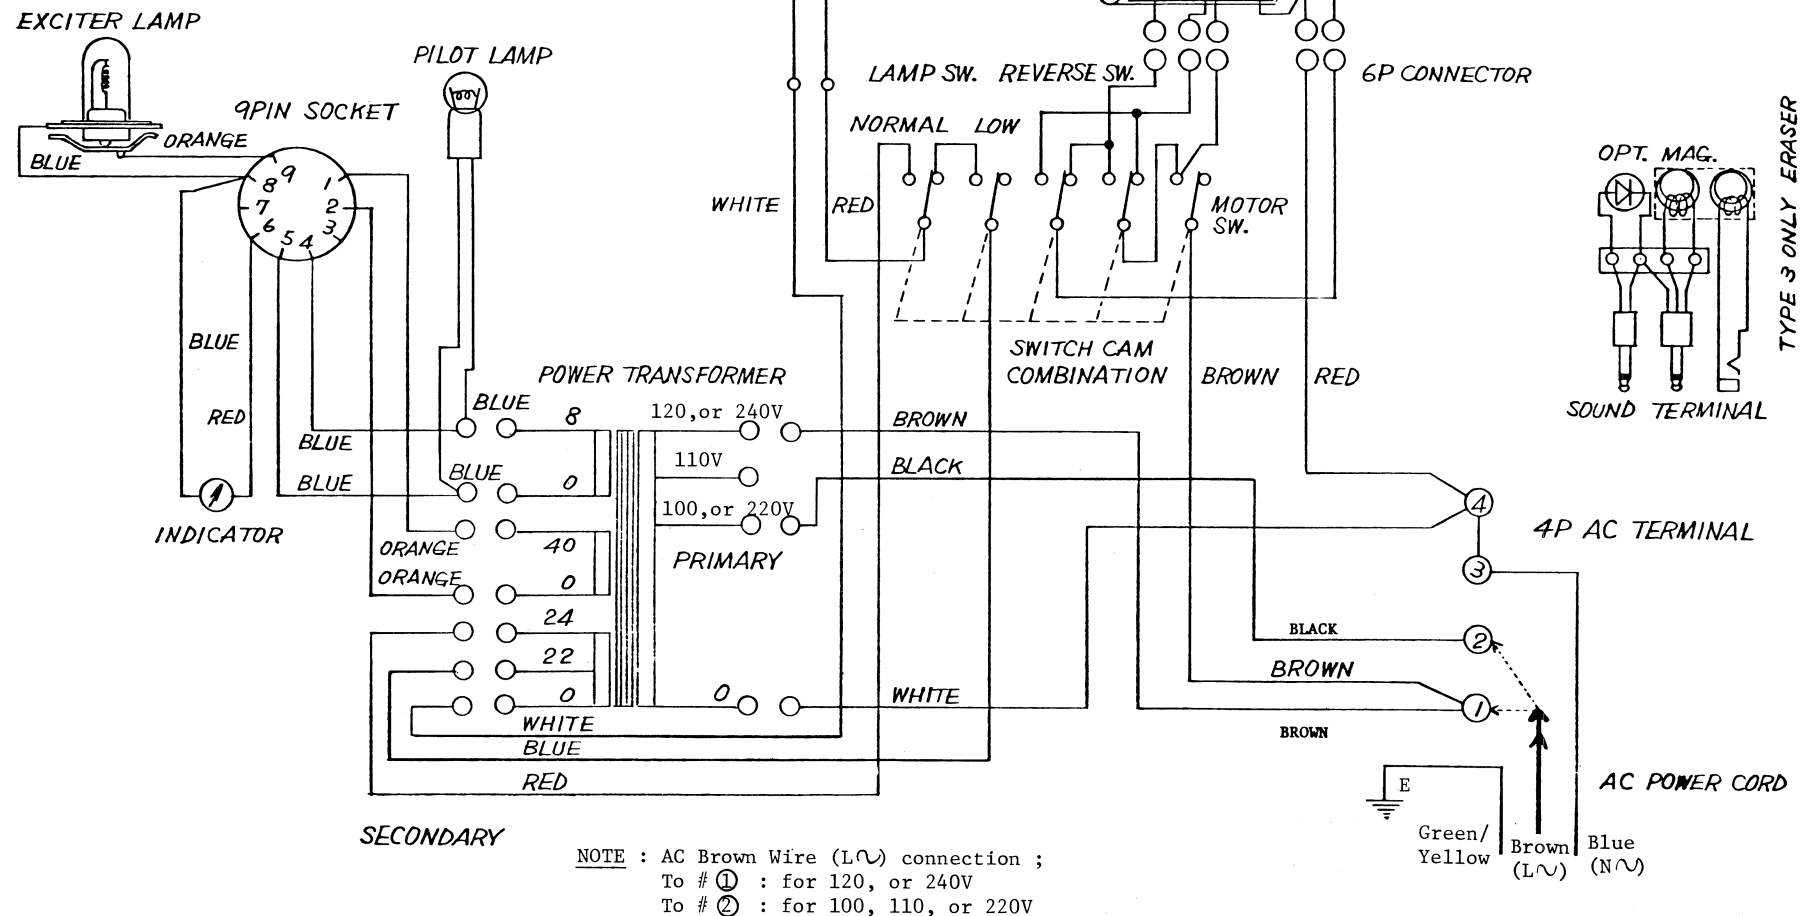 EXCITER LAMP
PILOT LAMP
9PIN SOCKET
ORANGE
BLUE
9
8
7
6
5
4
3
2
1
BLUE
RED
INDICATOR
BLUE
BLUE
BLUE
BLUE
ORANGE
ORANGE
POWER TRANSFORMER
8
0
40
0
24
22
0
WHITE
BLUE
RED
SECONDARY
120,or 240V
110V
100,or 220V
PRIMARY
0
LAMP SW. REVERSE SW.
6P CONNECTOR
NORMAL LOW
WHITE
RED
MOTOR
SW.
SWITCH CAM
COMBINATION
BROWN
RED
BROWN
BLACK
WHITE
BLACK
BROWN
BROWN
4
3
2
1
4P AC TERMINAL
OPT. MAG.
SOUND TERMINAL
TYPE 3 ONLY ERASER
AC POWER CORD
E
Green/
Yellow
Brown
(L∿)
Blue
(N∿)
NOTE : AC Brown Wire (L∿) connection ;
To # ① : for 120, or 240V
To # ② : for 100, 110, or 220V